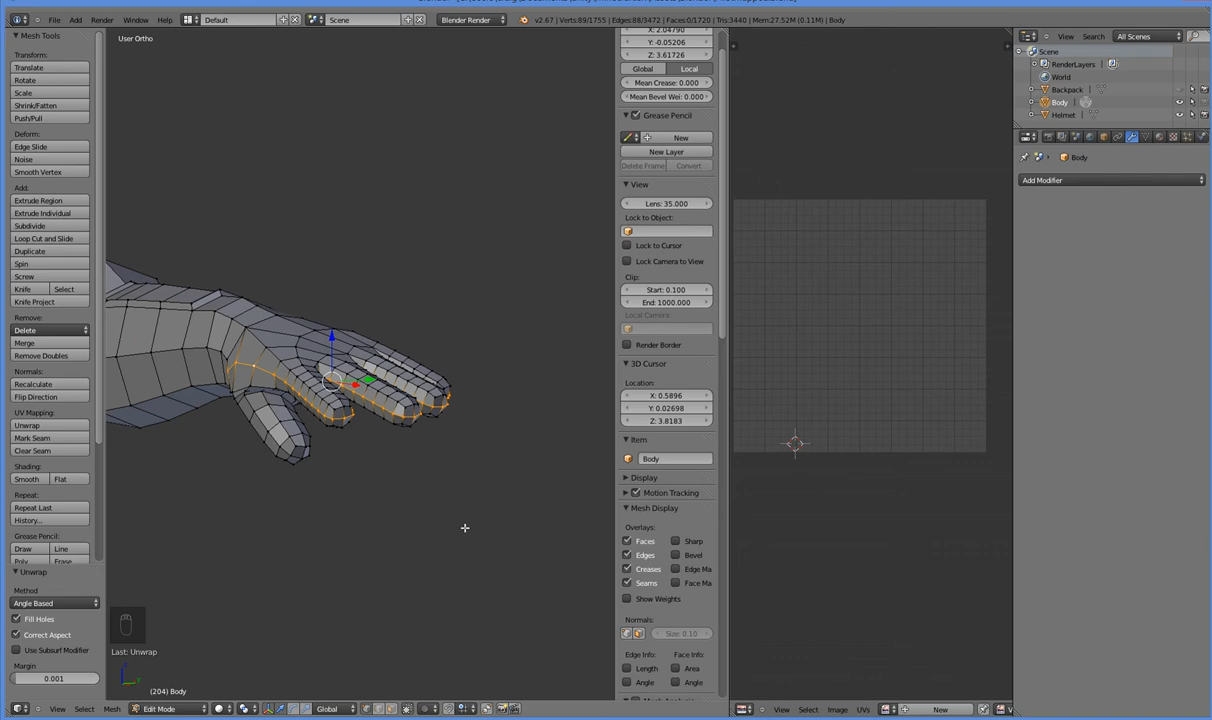 File Add Render Window Help Default Scene Blender Render v2.67 | Verts:89/1755 | Edges:88/3472 | Faces:0/1720 | Tris:3440 | Mem:27.52M (0.11M) | Body
Mesh Tools
Transform:
Translate
Rotate
Scale
Shrink/Fatten
Push/Pull
Deform:
Edge Slide
Noise
Smooth Vertex
Add:
Extrude Region
Extrude Individual
Subdivide
Loop Cut and Slide
Duplicate
Spin
Screw
Knife Select
Knife Project
Remove:
Delete
Merge
Remove Doubles
Normals:
Recalculate
Flip Direction
UV Mapping:
Unwrap
Mark Seam
Clear Seam
Shading:
Smooth Flat
Repeat:
Repeat Last
History...
Grease Pencil:
Draw Line
Poly Erase
Unwrap
Method
Angle Based
Fill Holes
Correct Aspect
Use Subsurf Modifier
Margin
0.001
User Ortho
Last: Unwrap
(204) Body
View Select Mesh Edit Mode Global
X: 2.04790
Y: -0.05206
Z: 3.61726
Global Local
Mean Crease: 0.000
Mean Bevel Wei: 0.000
Grease Pencil
New
New Layer
Delete Frame Convert
View
Lens: 35.000
Lock to Object:
Lock to Cursor
Lock Camera to View
Clip:
Start: 0.100
End: 1000.000
Local Camera:
Render Border
3D Cursor
Location:
X: 0.5896
Y: 0.02698
Z: 3.8183
Item
Body
Display
Motion Tracking
Mesh Display
Overlays:
Faces Sharp
Edges Bevel
Creases Edge Ma
Seams Face Ma
Show Weights
Normals:
Size: 0.10
Edge Info: Face Info:
Length Area
Angle Angle
View Select Image UVs New
View Search All Scenes
Scene
RenderLayers
World
Backpack
Body
Helmet
Body
Add Modifier